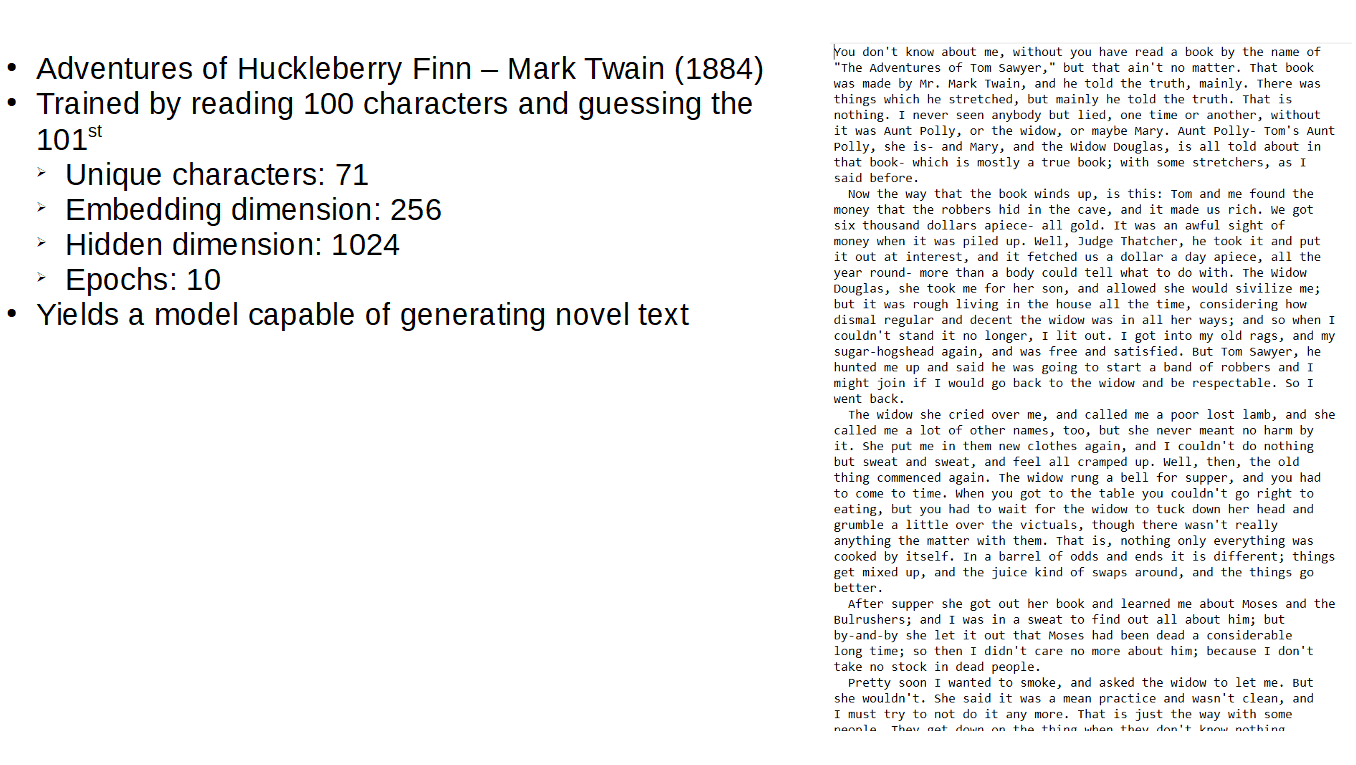 • Adventures of Huckleberry Finn – Mark Twain (1884)
• Trained by reading 100 characters and guessing the
101st
➢ Unique characters: 71
➢ Embedding dimension: 256
➢ Hidden dimension: 1024
➢ Epochs: 10
• Yields a model capable of generating novel text
You don't know about me, without you have read a book by the name of
"The Adventures of Tom Sawyer," but that ain't no matter. That book
was made by Mr. Mark Twain, and he told the truth, mainly. There was
things which he stretched, but mainly he told the truth. That is
nothing. I never seen anybody but lied, one time or another, without
it was Aunt Polly, or the widow, or maybe Mary. Aunt Polly- Tom's Aunt
Polly, she is- and Mary, and the Widow Douglas, is all told about in
that book- which is mostly a true book; with some stretchers, as I
said before.
Now the way that the book winds up, is this: Tom and me found the
money that the robbers hid in the cave, and it made us rich. We got
six thousand dollars apiece- all gold. It was an awful sight of
money when it was piled up. Well, Judge Thatcher, he took it and put
it out at interest, and it fetched us a dollar a day apiece, all the
year round- more than a body could tell what to do with. The Widow
Douglas, she took me for her son, and allowed she would sivilize me;
but it was rough living in the house all the time, considering how
dismal regular and decent the widow was in all her ways; and so when I
couldn't stand it no longer, I lit out. I got into my old rags, and my
sugar-hogshead again, and was free and satisfied. But Tom Sawyer, he
hunted me up and said he was going to start a band of robbers and I
might join if I would go back to the widow and be respectable. So I
went back.
The widow she cried over me, and called me a poor lost lamb, and she
called me a lot of other names, too, but she never meant no harm by
it. She put me in them new clothes again, and I couldn't do nothing
but sweat and sweat, and feel all cramped up. Well, then, the old
thing commenced again. The widow rung a bell for supper, and you had
to come to time. When you got to the table you couldn't go right to
eating, but you had to wait for the widow to tuck down her head and
grumble a little over the victuals, though there wasn't really
anything the matter with them. That is, nothing only everything was
cooked by itself. In a barrel of odds and ends it is different; things
get mixed up, and the juice kind of swaps around, and the things go
better.
After supper she got out her book and learned me about Moses and the
Bulrushers; and I was in a sweat to find out all about him; but
by-and-by she let it out that Moses had been dead a considerable
long time; so then I didn't care no more about him; because I don't
take no stock in dead people.
Pretty soon I wanted to smoke, and asked the widow to let me. But
she wouldn't. She said it was a mean practice and wasn't clean, and
I must try to not do it any more. That is just the way with some
people. They get down on the thing when they don't know nothing